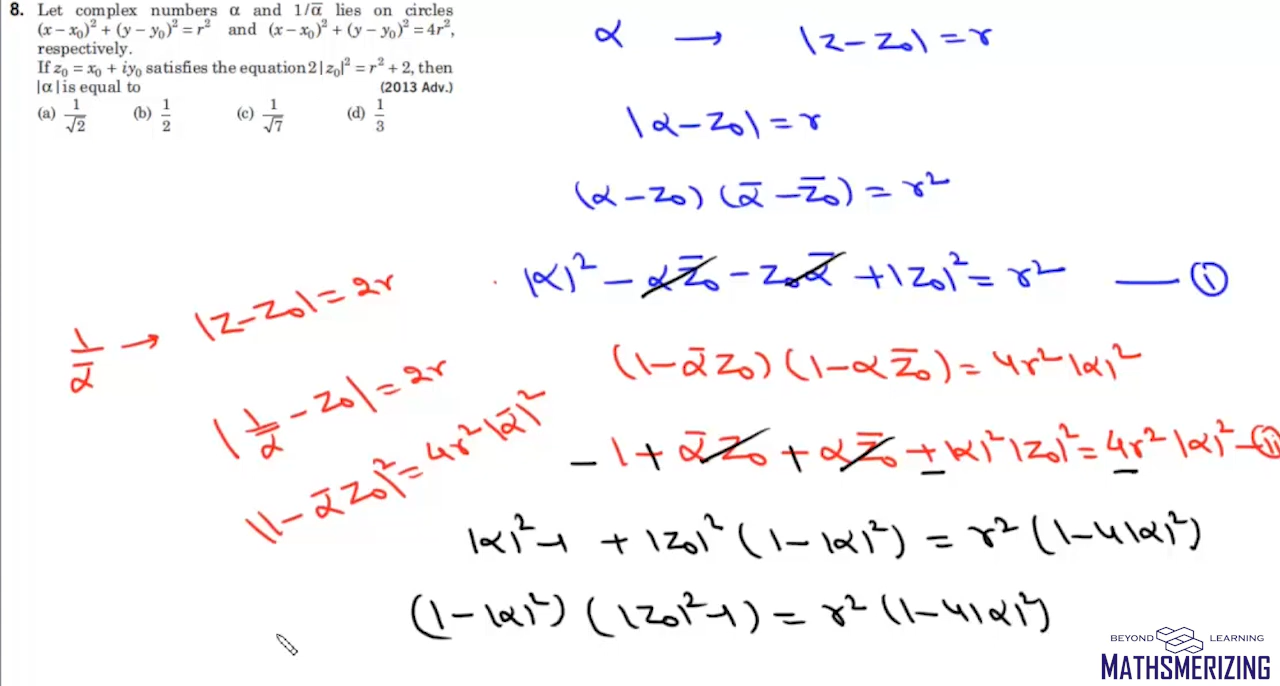 8. Let complex numbers α and 1/ᾱ lies on circles
(x – x₀)² + (y – y₀)² = r² and (x – x₀)² + (y – y₀)² = 4r²,
respectively.
If z₀ = x₀ + iy₀ satisfies the equation 2|z₀|² = r² + 2, then
|α| is equal to (2013 Adv.)
(a) 1/√2 (b) 1/2 (c) 1/√7 (d) 1/3
α → |z – z₀| = r
|α – z₀| = r
(α – z₀) (ᾱ – z̄₀) = r²
|α|² – αz̄₀ – z₀ᾱ + |z₀|² = r² — ①
1/ᾱ → |z – z₀| = 2r
|1/ᾱ – z₀| = 2r
|1 – ᾱz₀|² = 4r²|ᾱ|²
(1 – ᾱz₀) (1 – αz̄₀) = 4r²|α|²
– 1 + ᾱz₀ + αz̄₀ + |α|²|z₀|² = 4r²|α|² – ⑪
|α|² – 1 + |z₀|² (1 – |α|²) = r² (1 – 4|α|²)
(1 – |α|²) (|z₀|² – 1) = r² (1 – 4|α|²)
BEYOND LEARNING
MATHSMERIZING